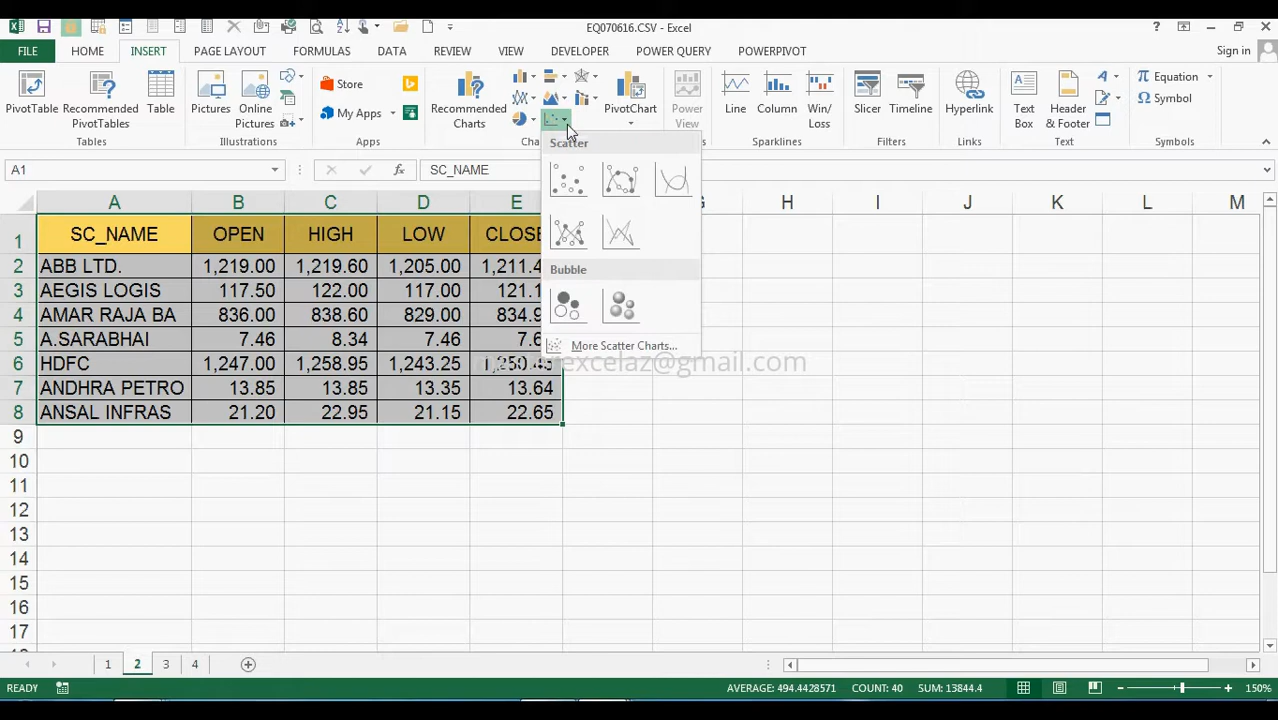 EQ070616.CSV - Excel
FILE HOME INSERT PAGE LAYOUT FORMULAS DATA REVIEW VIEW DEVELOPER POWER QUERY POWERPIVOT Sign in
PivotTable Recommended PivotTables Table
Tables
Pictures Online Pictures
Illustrations
Store
My Apps
Apps
Recommended Charts
PivotChart
Power View
Line Column Win/Loss
Sparklines
Slicer Timeline
Filters
Hyperlink
Links
Text Box Header & Footer
Text
Equation
Symbol
Symbols
A1 SC_NAME
Scatter
Bubble
More Scatter Charts...
A B C D E G H I J K L M
1 SC_NAME OPEN HIGH LOW CLOSE
2 ABB LTD. 1,219.00 1,219.60 1,205.00
3 AEGIS LOGIS 117.50 122.00 117.00
4 AMAR RAJA BA 836.00 838.60 829.00
5 A.SARABHAI 7.46 8.34 7.46
6 HDFC 1,247.00 1,258.95 1,243.25 1,250.45
7 ANDHRA PETRO 13.85 13.85 13.35 13.64
8 ANSAL INFRAS 21.20 22.95 21.15 22.65
9
10
11
12
13
14
15
16
17
1 2 3 4
READY AVERAGE: 494.4428571 COUNT: 40 SUM: 13844.4 150%